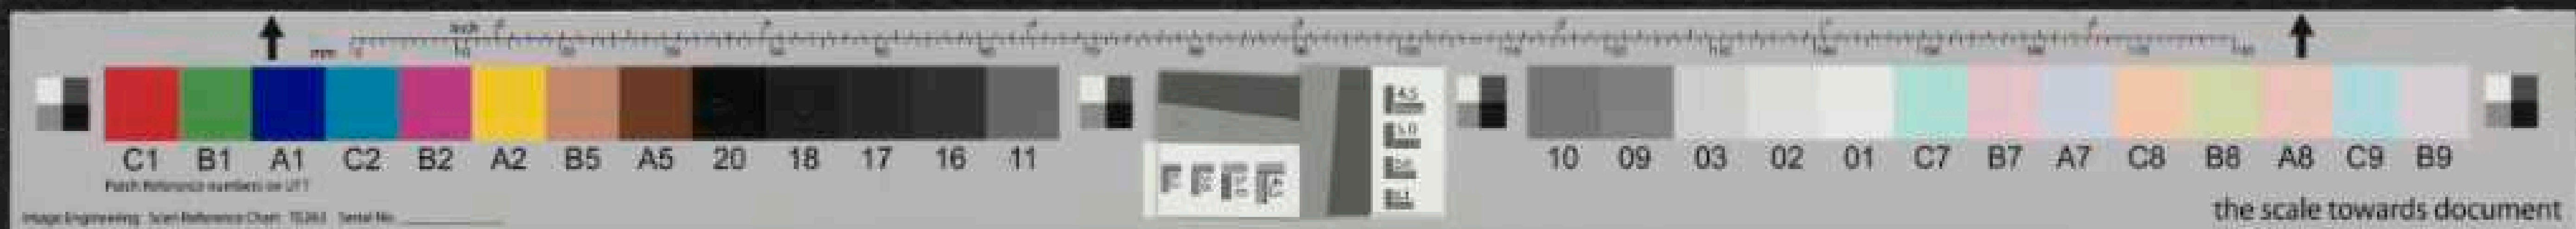 inch
mm
C1 B1 A1 C2 B2 A2 B5 A5 20 18 17 16 11 10 09 03 02 01 C7 B7 A7 C8 B8 A8 C9 B9
Patch Reference numbers on UTT
Image Engineering Scan Reference Chart TE263 Serial No.
the scale towards document